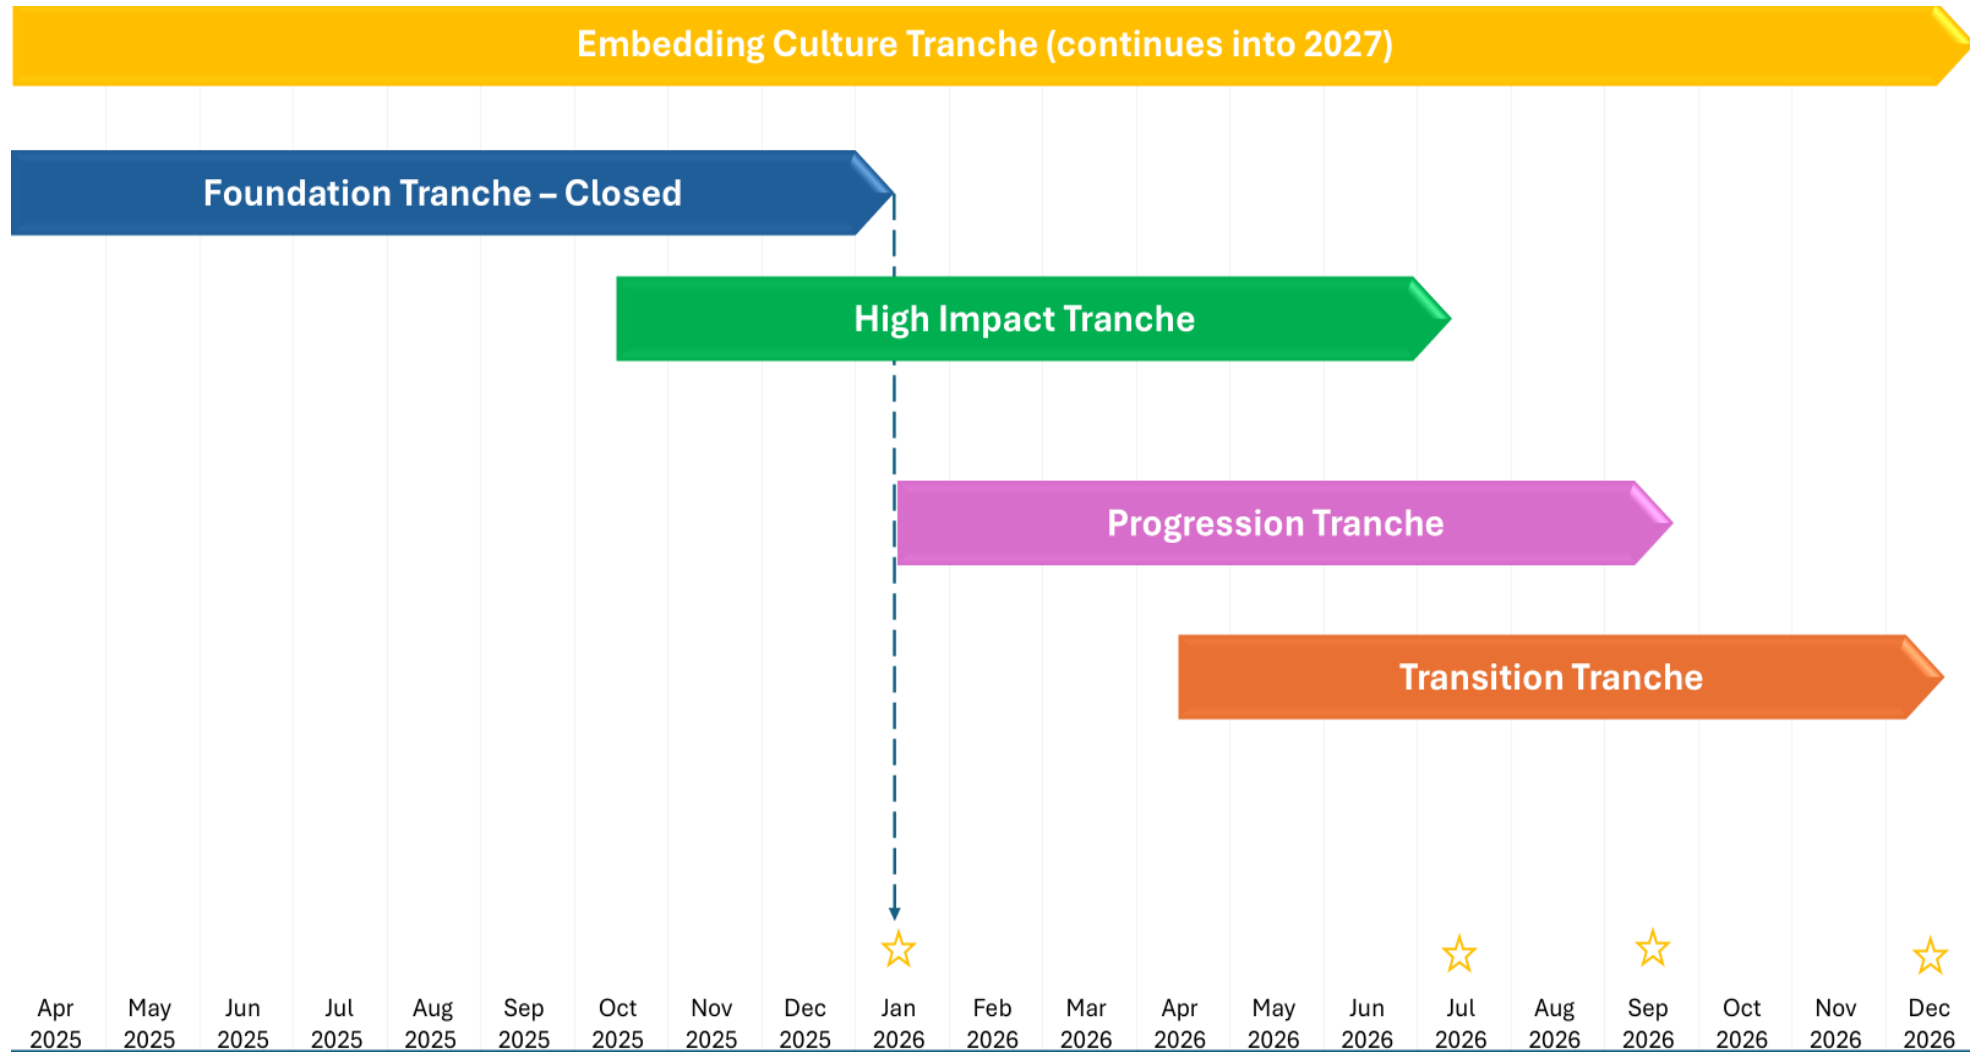 Embedding Culture Tranche (continues into 2027)
Foundation Tranche – Closed
High Impact Tranche
Progression Tranche
Transition Tranche
Apr 2025
May 2025
Jun 2025
Jul 2025
Aug 2025
Sep 2025
Oct 2025
Nov 2025
Dec 2025
Jan 2026
Feb 2026
Mar 2026
Apr 2026
May 2026
Jun 2026
Jul 2026
Aug 2026
Sep 2026
Oct 2026
Nov 2026
Dec 2026